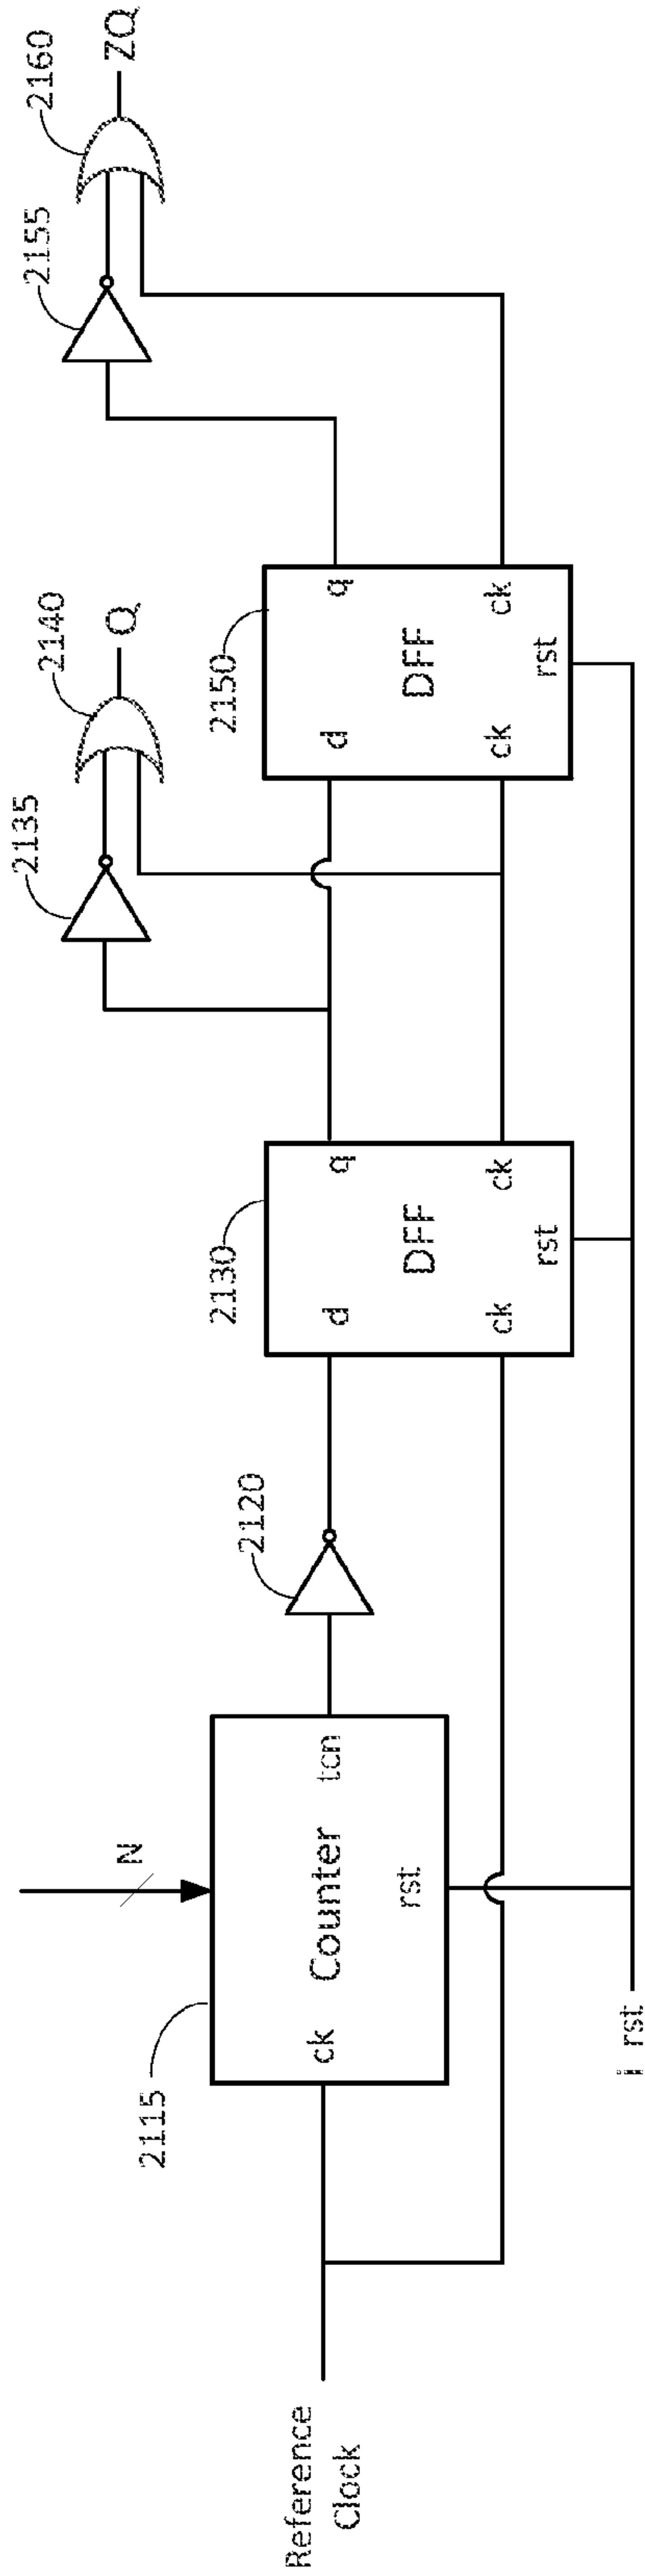 Reference
Clock
2115
N
ck
Counter
tcn
rst
i_rst
2120
2130
d
q
DFF
ck
ck
rst
2135
2140
Q
2150
d
q
DFF
ck
ck
rst
2155
2160
ZQ